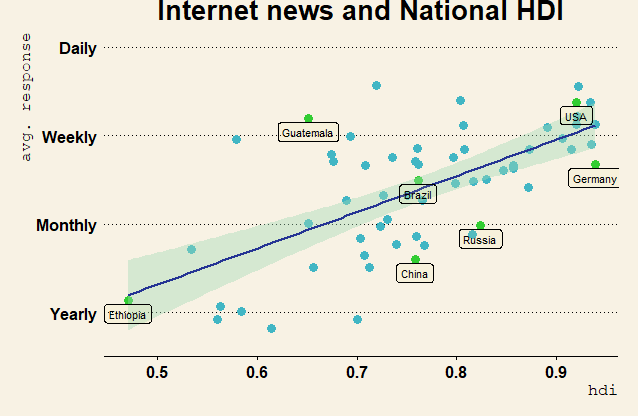 Internet news and National HDI
avg. response
Daily
Weekly
Monthly
Yearly
Guatemala
USA
Germany
Brazil
Russia
China
Ethiopia
0.5 0.6 0.7 0.8 0.9
hdi